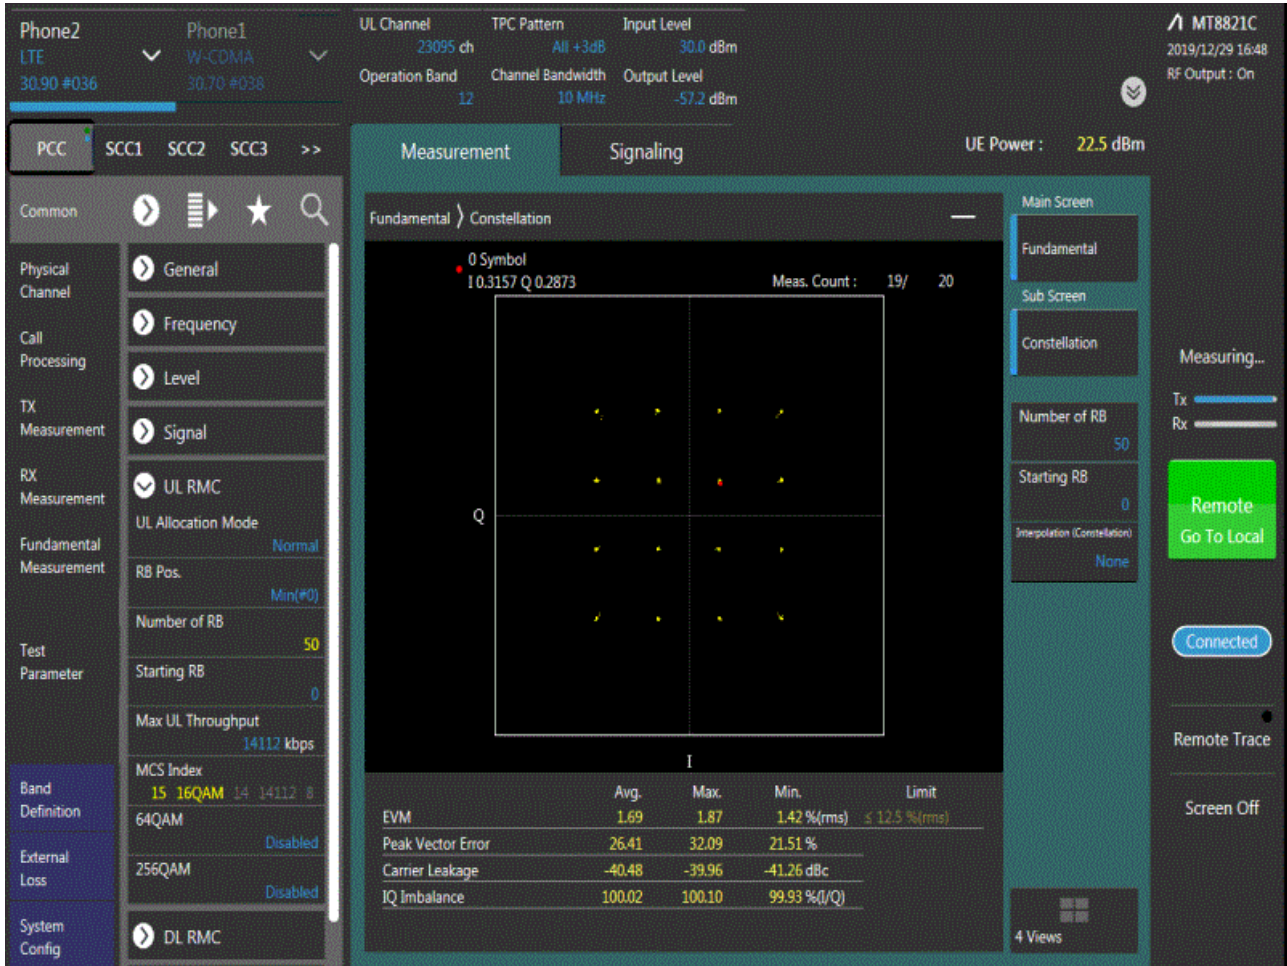 Phone2
LTE
30.90 #036
Phone1
W-CDMA
30.70 #038
UL Channel
23095 ch
Operation Band
12
TPC Pattern
All +3dB
Channel Bandwidth
10 MHz
Input Level
30.0 dBm
Output Level
-57.2 dBm
MT8821C
2019/12/29 16:48
RF Output : On
PCC SCC1 SCC2 SCC3 >>
Measurement
Signaling
UE Power : 22.5 dBm
Common
Physical
Channel
Call
Processing
TX
Measurement
RX
Measurement
Fundamental
Measurement
Test
Parameter
Band
Definition
External
Loss
System
Config
General
Frequency
Level
Signal
UL RMC
UL Allocation Mode
Normal
RB Pos.
Min(#0)
Number of RB
50
Starting RB
0
Max UL Throughput
14112 kbps
MCS Index
15 16QAM 14 14112 8
64QAM
Disabled
256QAM
Disabled
DL RMC
Fundamental Constellation
0 Symbol
I 0.3157 Q 0.2873
Meas. Count : 19/ 20
Q
I
Avg. Max. Min. Limit
EVM 1.69 1.87 1.42 %(rms) ≤ 12.5 %(rms)
Peak Vector Error 26.41 32.09 21.51 %
Carrier Leakage -40.48 -39.96 -41.26 dBc
IQ Imbalance 100.02 100.10 99.93 %(I/Q)
Main Screen
Fundamental
Sub Screen
Constellation
Number of RB
50
Starting RB
0
Interpolation (Constellation)
None
4 Views
Measuring...
Tx
Rx
Remote
Go To Local
Connected
Remote Trace
Screen Off